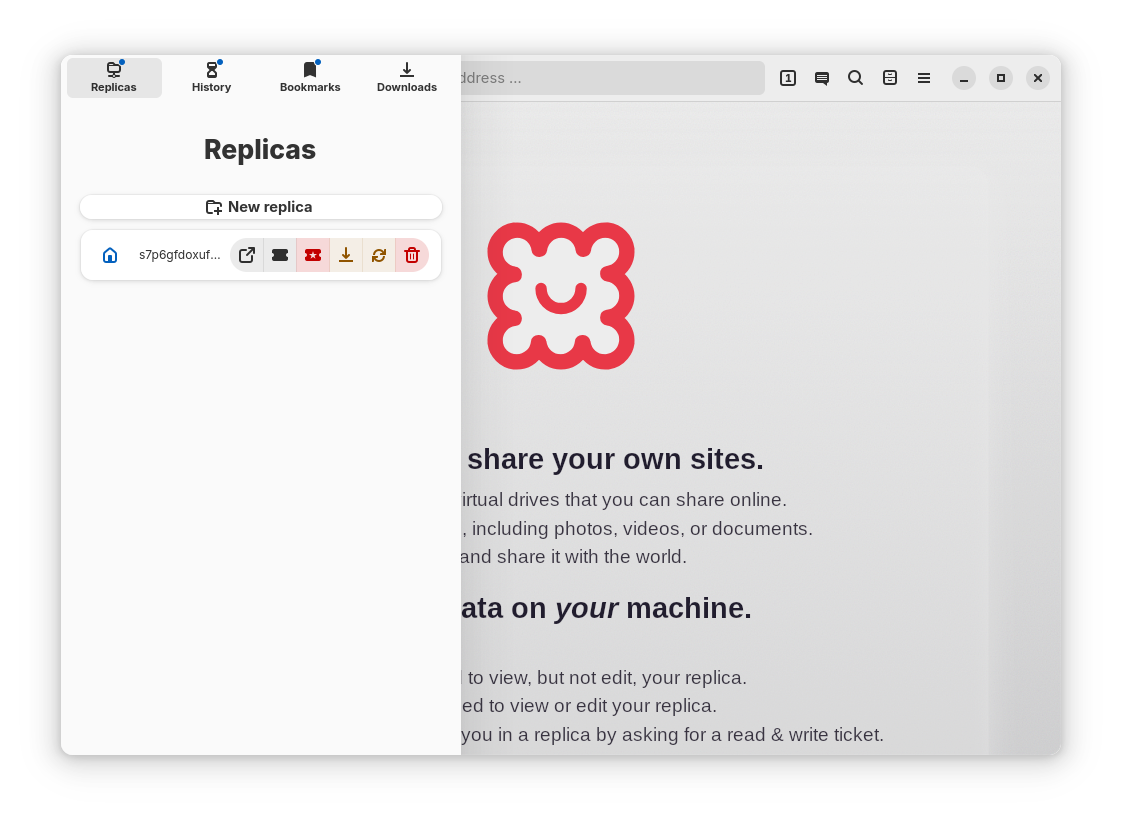 Replicas
History
Bookmarks
Downloads
ddress ...
1
Replicas
New replica
s7p6gfdoxuf...
share your own sites.
irtual drives that you can share online.
, including photos, videos, or documents.
and share it with the world.
ata on your machine.
to view, but not edit, your replica.
ed to view or edit your replica.
you in a replica by asking for a read & write ticket.